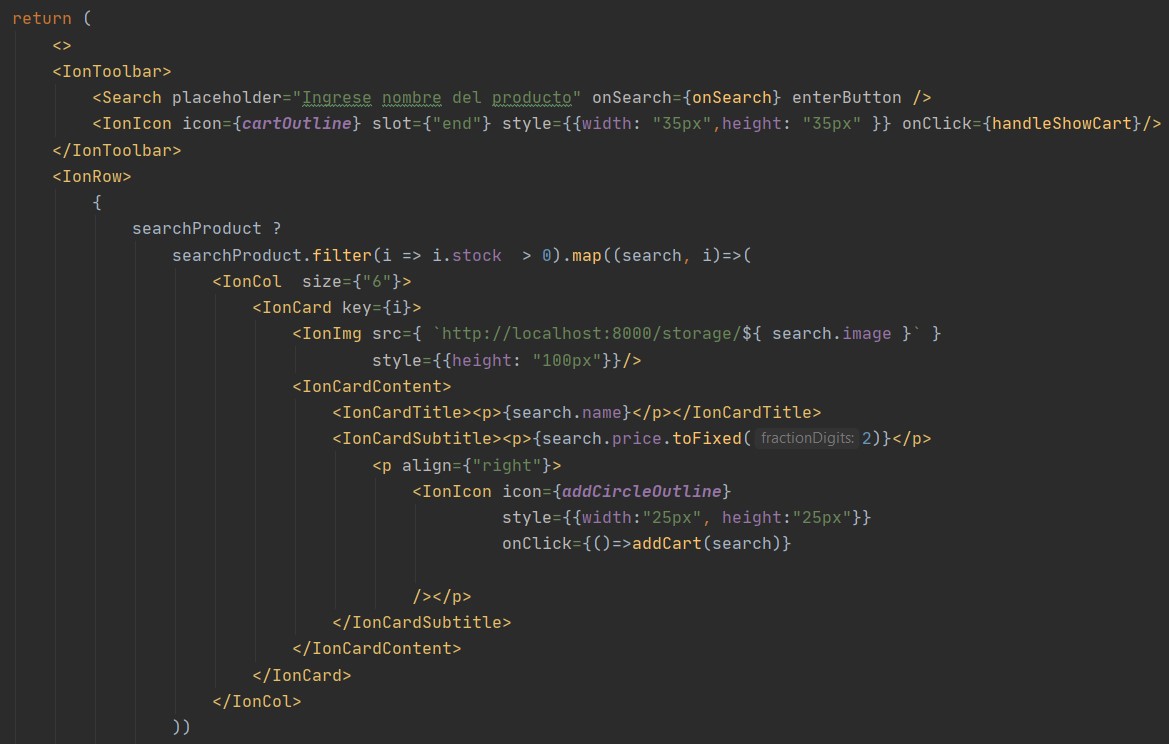 return (
<>
<IonToolbar>
<Search placeholder="Ingrese nombre del producto" onSearch={onSearch} enterButton />
<IonIcon icon={cartOutline} slot={"end"} style={{width: "35px",height: "35px" }} onClick={handleShowCart}/>
</IonToolbar>
<IonRow>
{
searchProduct ?
searchProduct.filter(i => i.stock  > 0).map((search, i)=>(
<IonCol  size={"6"}>
<IonCard key={i}>
<IonImg src={ `http://localhost:8000/storage/${ search.image }` }
style={{height: "100px"}}/>
<IonCardContent>
<IonCardTitle><p>{search.name}</p></IonCardTitle>
<IonCardSubtitle><p>{search.price.toFixed( fractionDigits: 2)}</p>
<p align={"right"}>
<IonIcon icon={addCircleOutline}
style={{width:"25px", height:"25px"}}
onClick={()=>addCart(search)}
/></p>
</IonCardSubtitle>
</IonCardContent>
</IonCard>
</IonCol>
))